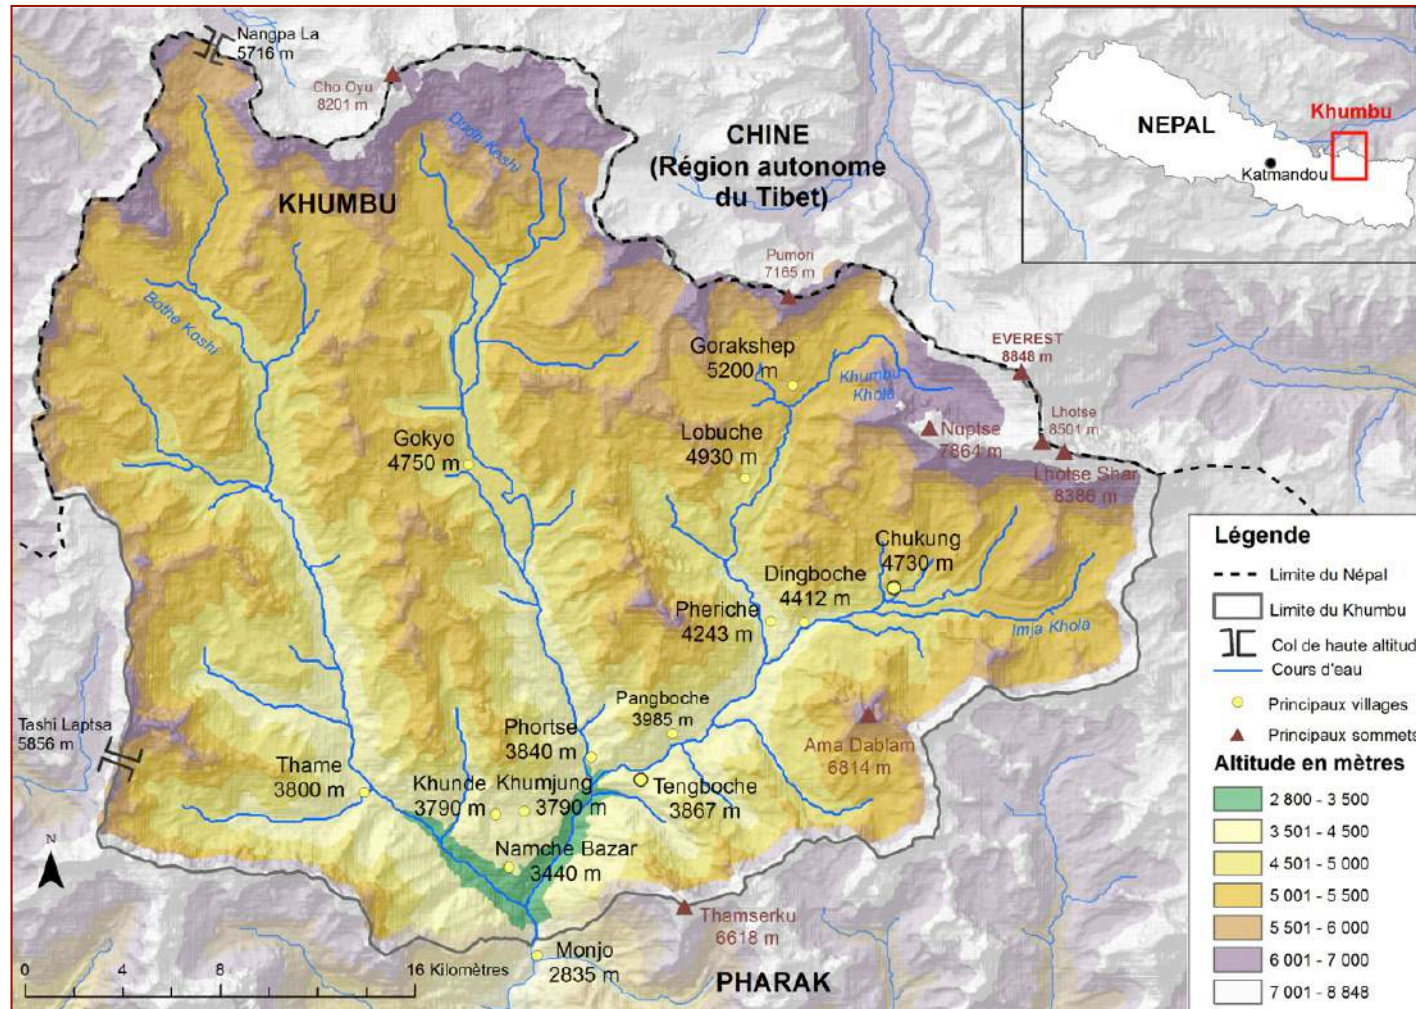 Nangpa La
5716 m
Cho Oyu
8201 m
Dudh Koshi
CHINE
(Région autonome
du Tibet)
KHUMBU
NEPAL
Khumbu
Katmandou
Pumori
7165 m
Bothe Koshi
EVEREST
8848 m
Gorakshep
5200 m
Khumbu
Khola
Lhotse
8501 m
Nuptse
7864 m
Lobuche
4930 m
Gokyo
4750 m
Lhotse Shar
8386 m
Chukung
4730 m
Dingboche
4412 m
Pheriche
4243 m
Imja Khola
Pangboche
3985 m
Phortse
3840 m
Tashi Laptsa
5856 m
Ama Dablam
6814 m
Thame
3800 m
Khunde
3790 m
Khumjung
3790 m
Tengboche
3867 m
Namche Bazar
3440 m
Thamserku
6618 m
Monjo
2835 m
PHARAK
N
0 4 8 16 Kilomètres
Légende
Limite du Népal
Limite du Khumbu
Col de haute altitud
Cours d'eau
Principaux villages
Principaux sommets
Altitude en mètres
2 800 - 3 500
3 501 - 4 500
4 501 - 5 000
5 001 - 5 500
5 501 - 6 000
6 001 - 7 000
7 001 - 8 848